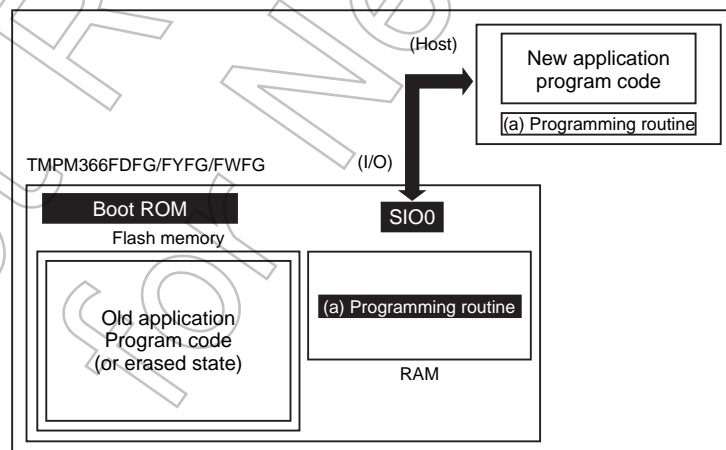 (Host)
New application
program code
(a) Programming routine
TMPM366FDFG/FYFG/FWFG
(I/O)
Boot ROM
SIO0
Flash memory
Old application
Program code
(or erased state)
(a) Programming routine
RAM